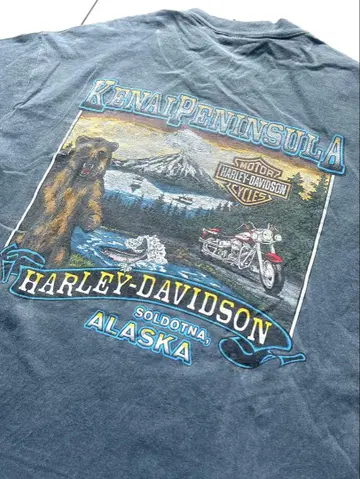 KENAI PENINSULA
MOTOR
HARLEY-DAVIDSON
CYCLES
HARLEY-DAVIDSON
SOLDOTNA,
ALASKA